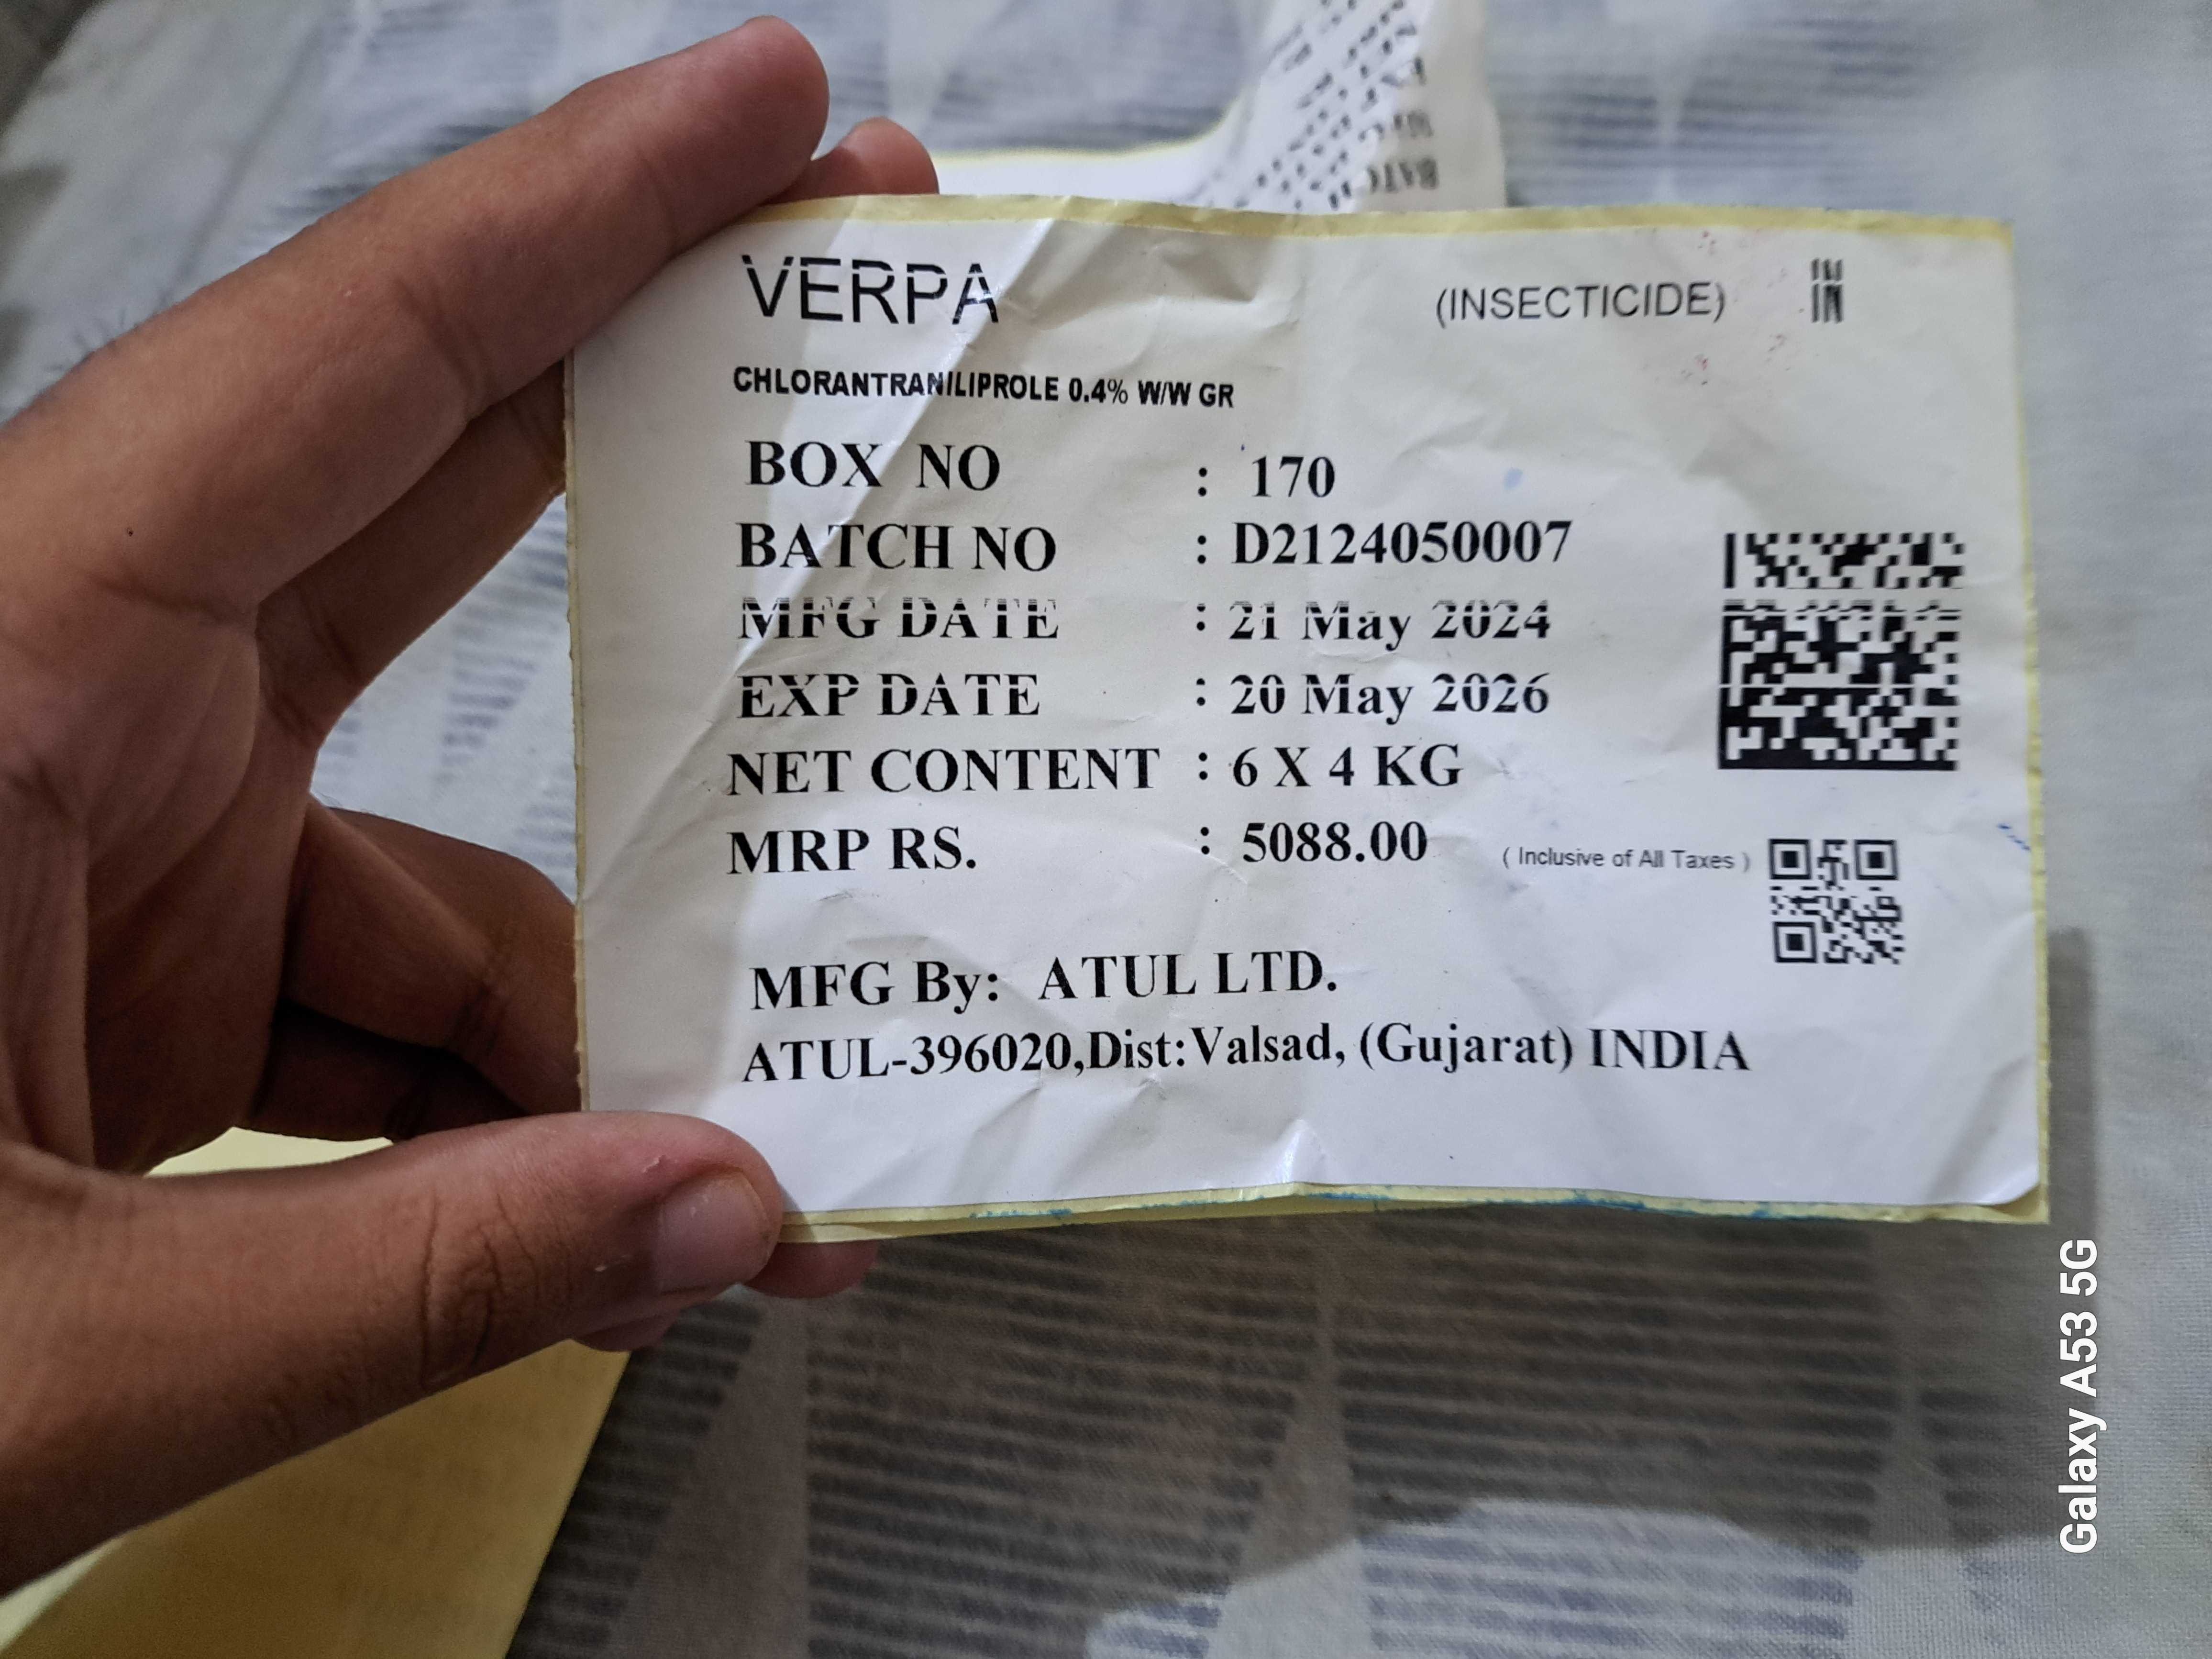 VERPA (INSECTICIDE) IN
CHLORANTRANILIPROLE 0.4% W/W GR
BOX NO : 170
BATCH NO : D2124050007
MFG DATE : 21 May 2024
EXP DATE : 20 May 2026
NET CONTENT : 6 X 4 KG
MRP RS. : 5088.00 ( Inclusive of All Taxes )
MFG By: ATUL LTD.
ATUL-396020,Dist:Valsad, (Gujarat) INDIA
Galaxy A53 5G